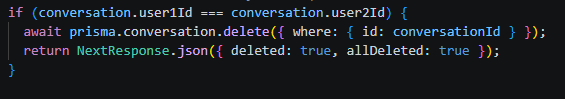 if (conversation.user1Id === conversation.user2Id) {
  await prisma.conversation.delete({ where: { id: conversationId } });
  return NextResponse.json({ deleted: true, allDeleted: true });
}